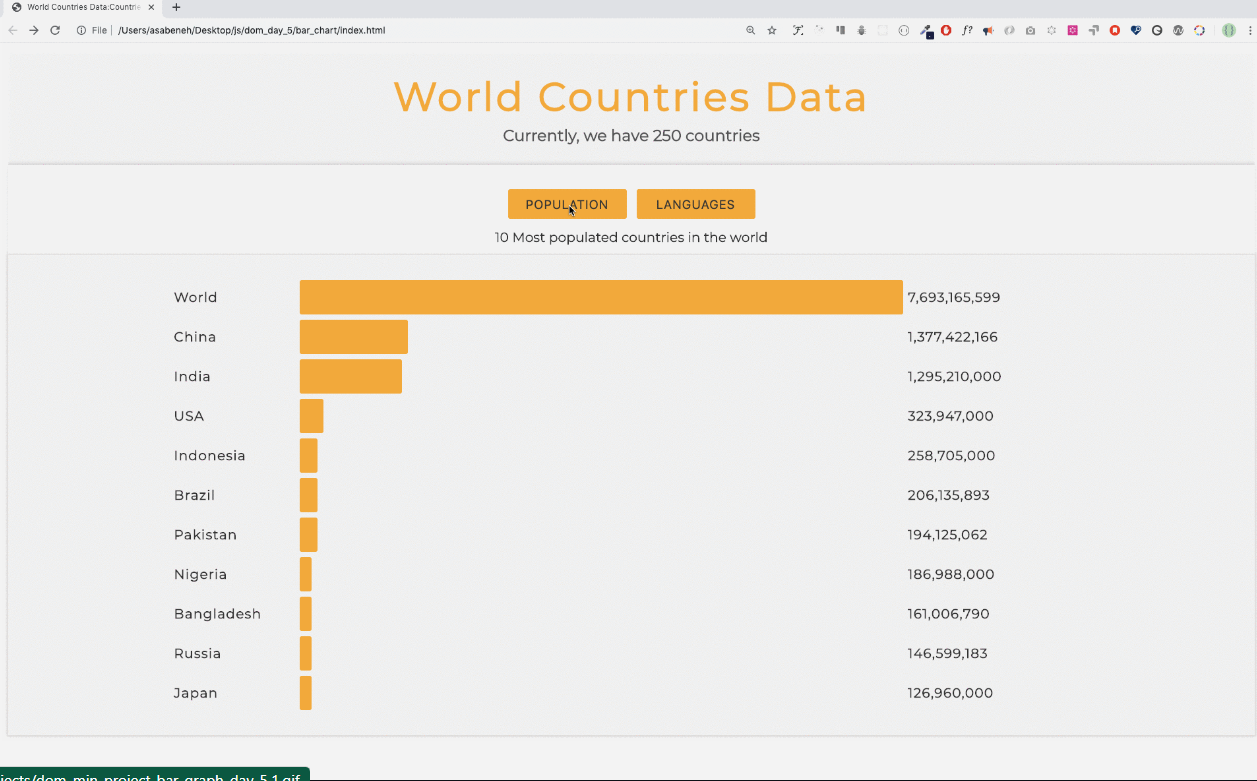 World Countries Data:Countrie
File /Users/asabeneh/Desktop/js/dom_day_5/bar_chart/index.html
World Countries Data
Currently, we have 250 countries
POPULATION LANGUAGES
10 Most populated countries in the world
World 7,693,165,599
China 1,377,422,166
India 1,295,210,000
USA 323,947,000
Indonesia 258,705,000
Brazil 206,135,893
Pakistan 194,125,062
Nigeria 186,988,000
Bangladesh 161,006,790
Russia 146,599,183
Japan 126,960,000
jects/dom_min_project_bar_graph_day_5.1.gif